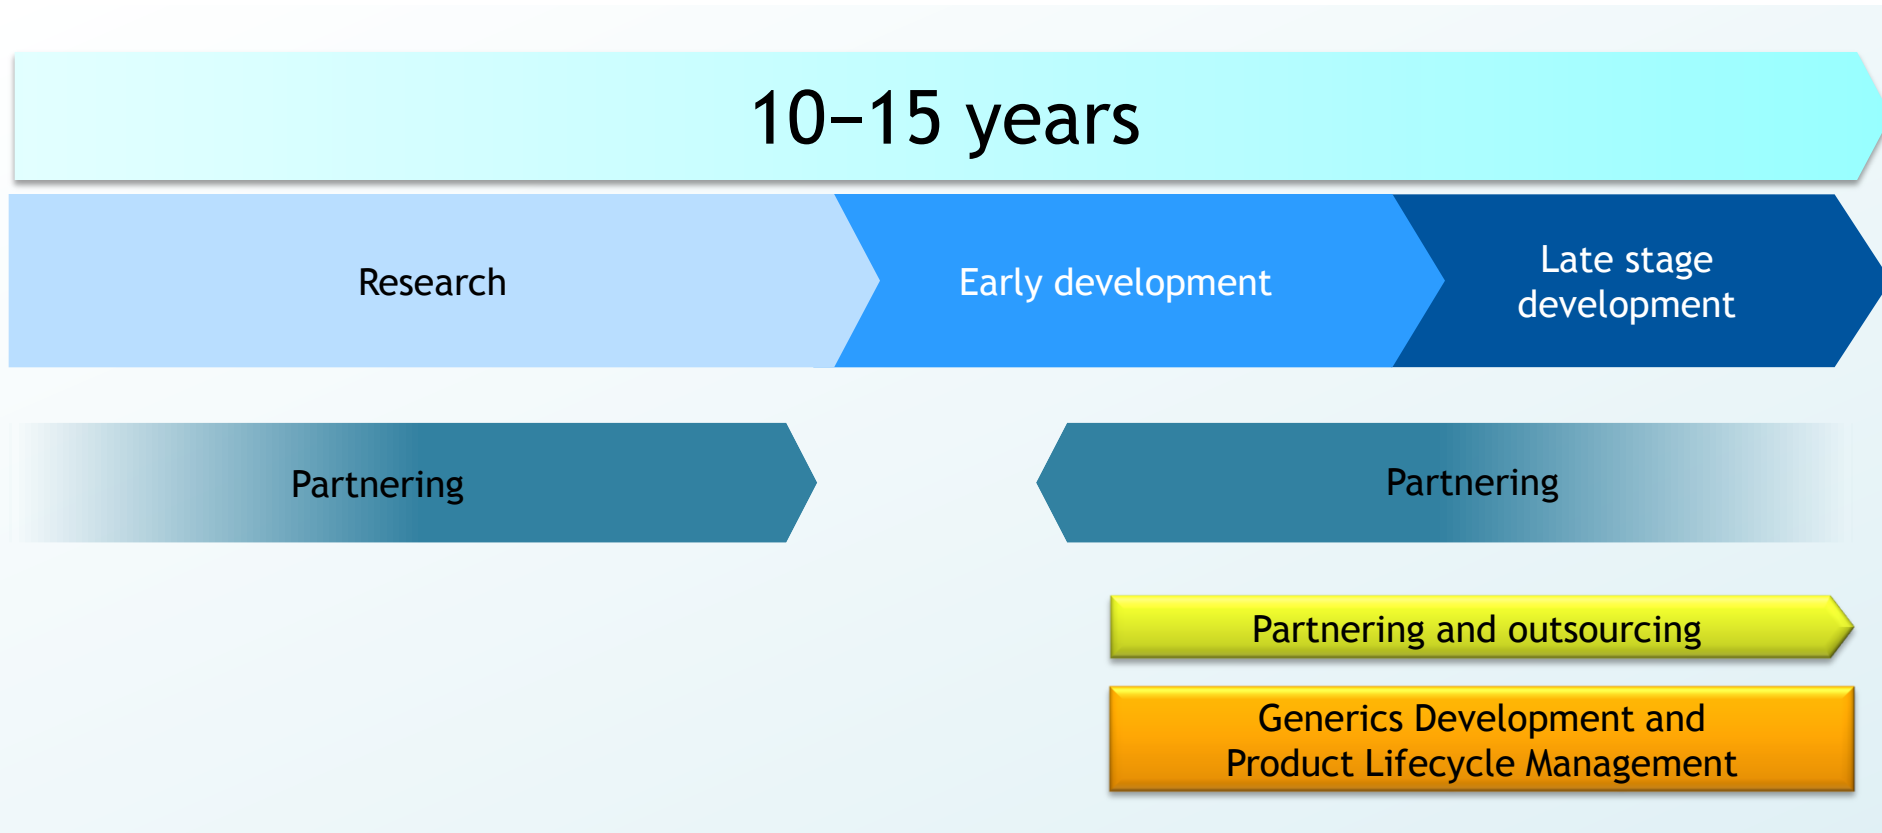 10–15 years
Research
Early development
Late stage
development
Partnering
Partnering
Partnering and outsourcing
Generics Development and
Product Lifecycle Management